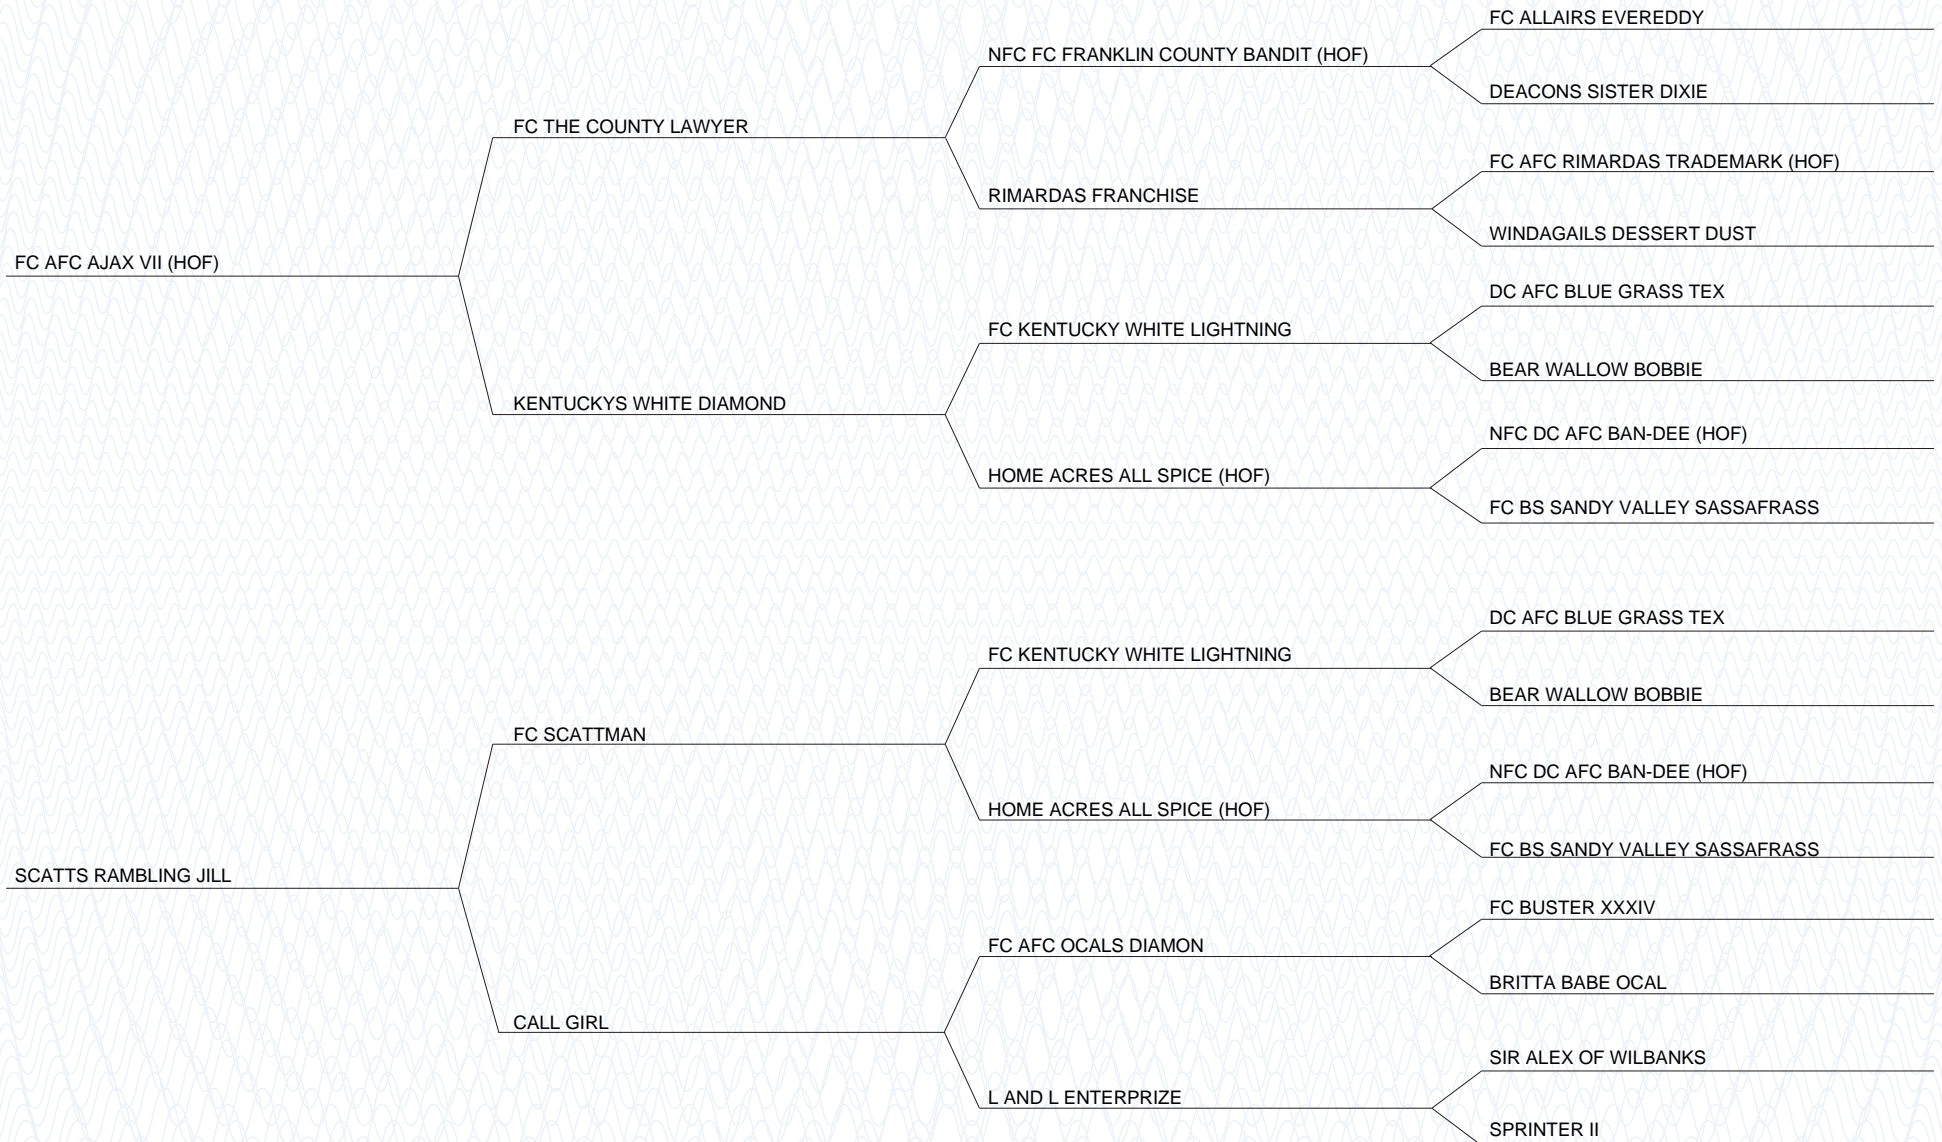 FC ALLAIRS EVEREDDY
NFC FC FRANKLIN COUNTY BANDIT (HOF)
DEACONS SISTER DIXIE
FC THE COUNTY LAWYER
FC AFC RIMARDAS TRADEMARK (HOF)
RIMARDAS FRANCHISE
WINDAGAILS DESSERT DUST
FC AFC AJAX VII (HOF)
DC AFC BLUE GRASS TEX
FC KENTUCKY WHITE LIGHTNING
BEAR WALLOW BOBBIE
KENTUCKYS WHITE DIAMOND
NFC DC AFC BAN-DEE (HOF)
HOME ACRES ALL SPICE (HOF)
FC BS SANDY VALLEY SASSAFRASS
DC AFC BLUE GRASS TEX
FC KENTUCKY WHITE LIGHTNING
BEAR WALLOW BOBBIE
FC SCATTMAN
NFC DC AFC BAN-DEE (HOF)
HOME ACRES ALL SPICE (HOF)
FC BS SANDY VALLEY SASSAFRASS
SCATTS RAMBLING JILL
FC BUSTER XXXIV
FC AFC OCALS DIAMON
BRITTA BABE OCAL
CALL GIRL
SIR ALEX OF WILBANKS
L AND L ENTERPRIZE
SPRINTER II